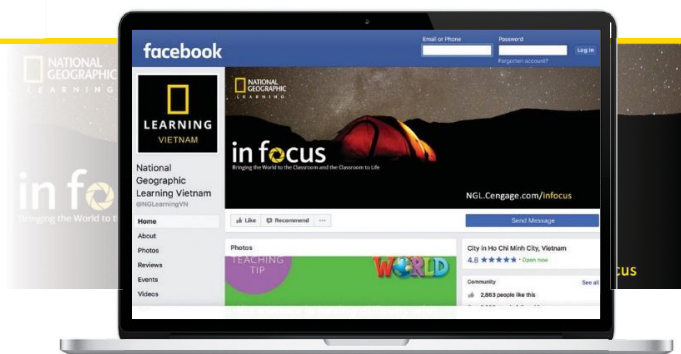 NATIONAL
GEOGRAPHIC
LEARNING
in fo
Bringing the World to t
facebook
Email or Phone
Password
Log In
Forgotten account?
LEARNING
VIETNAM
NATIONAL
GEOGRAPHIC
LEARNING
in focus
Bringing the World to the Classroom and the Classroom to Life
NGL.Cengage.com/infocus
National
Geographic
Learning Vietnam
@NGLearningVN
Home
About
Photos
Reviews
Events
Videos
Like
Recommend
Send Message
Photos
TEACHING
TIP
WORLD
City in Ho Chi Minh City, Vietnam
4.8 ★★★★★ · Open now
Community
See all
2,663 people like this
cus